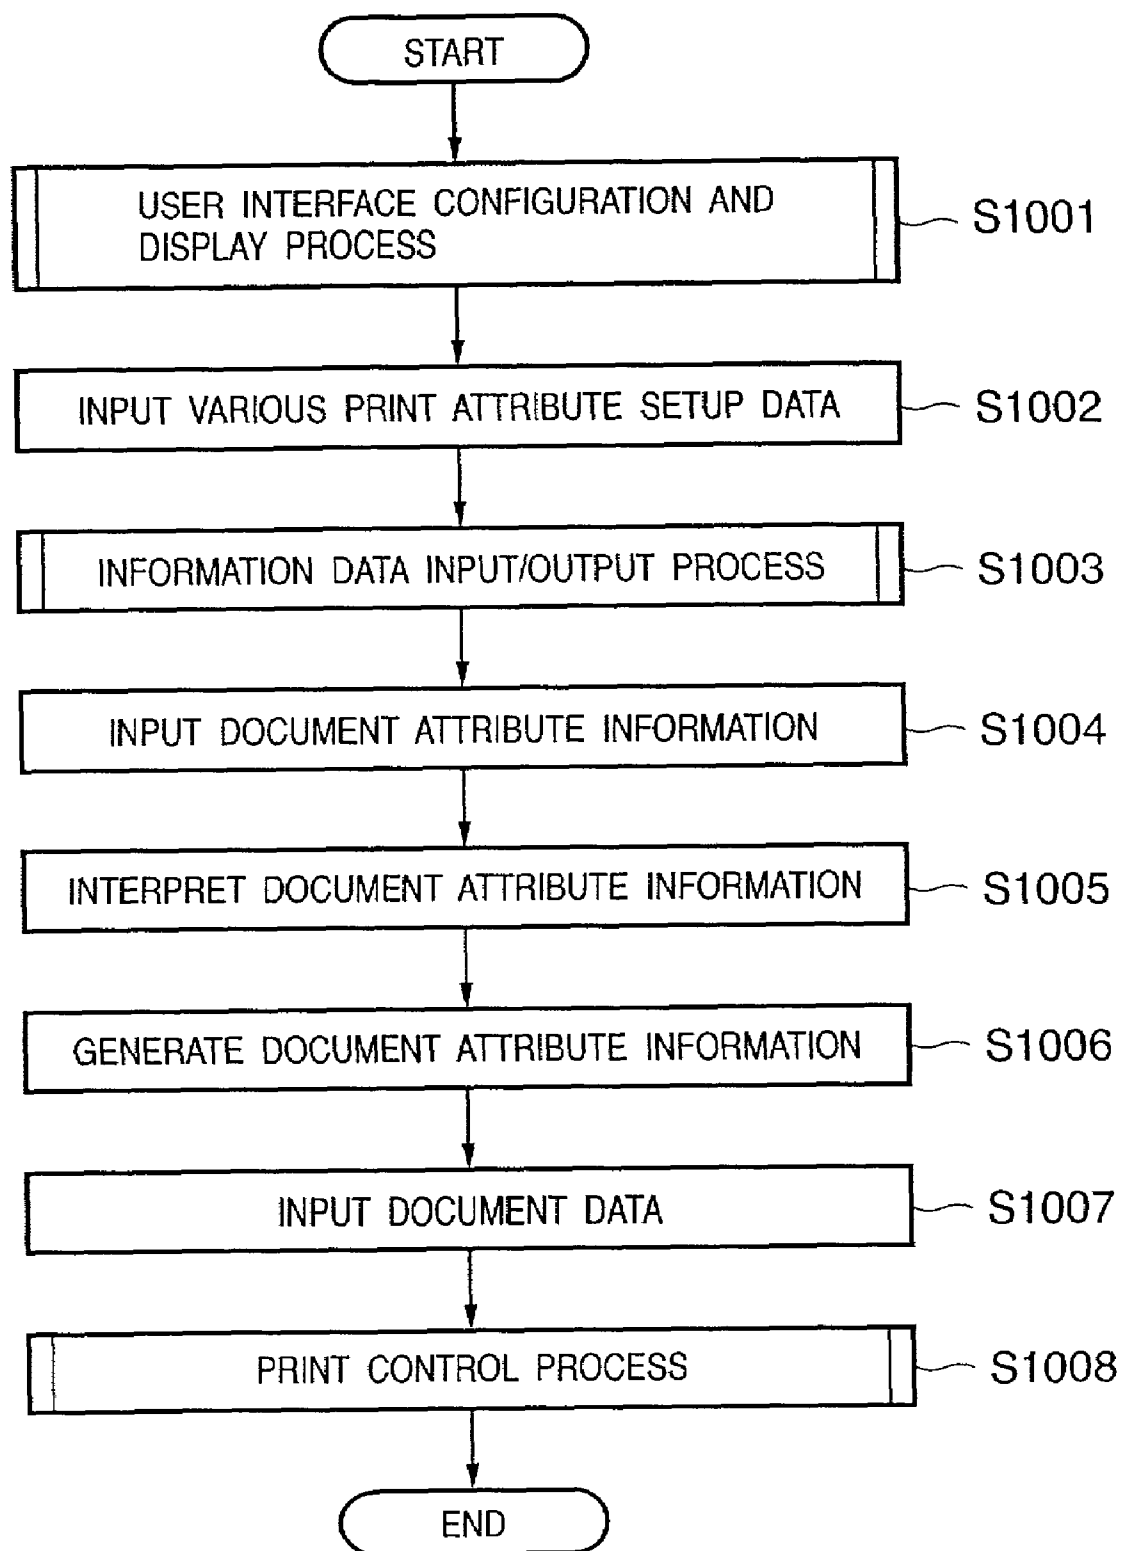 START
USER INTERFACE CONFIGURATION AND
DISPLAY PROCESS
S1001
INPUT VARIOUS PRINT ATTRIBUTE SETUP DATA
S1002
INFORMATION DATA INPUT/OUTPUT PROCESS
S1003
INPUT DOCUMENT ATTRIBUTE INFORMATION
S1004
INTERPRET DOCUMENT ATTRIBUTE INFORMATION
S1005
GENERATE DOCUMENT ATTRIBUTE INFORMATION
S1006
INPUT DOCUMENT DATA
S1007
PRINT CONTROL PROCESS
S1008
END